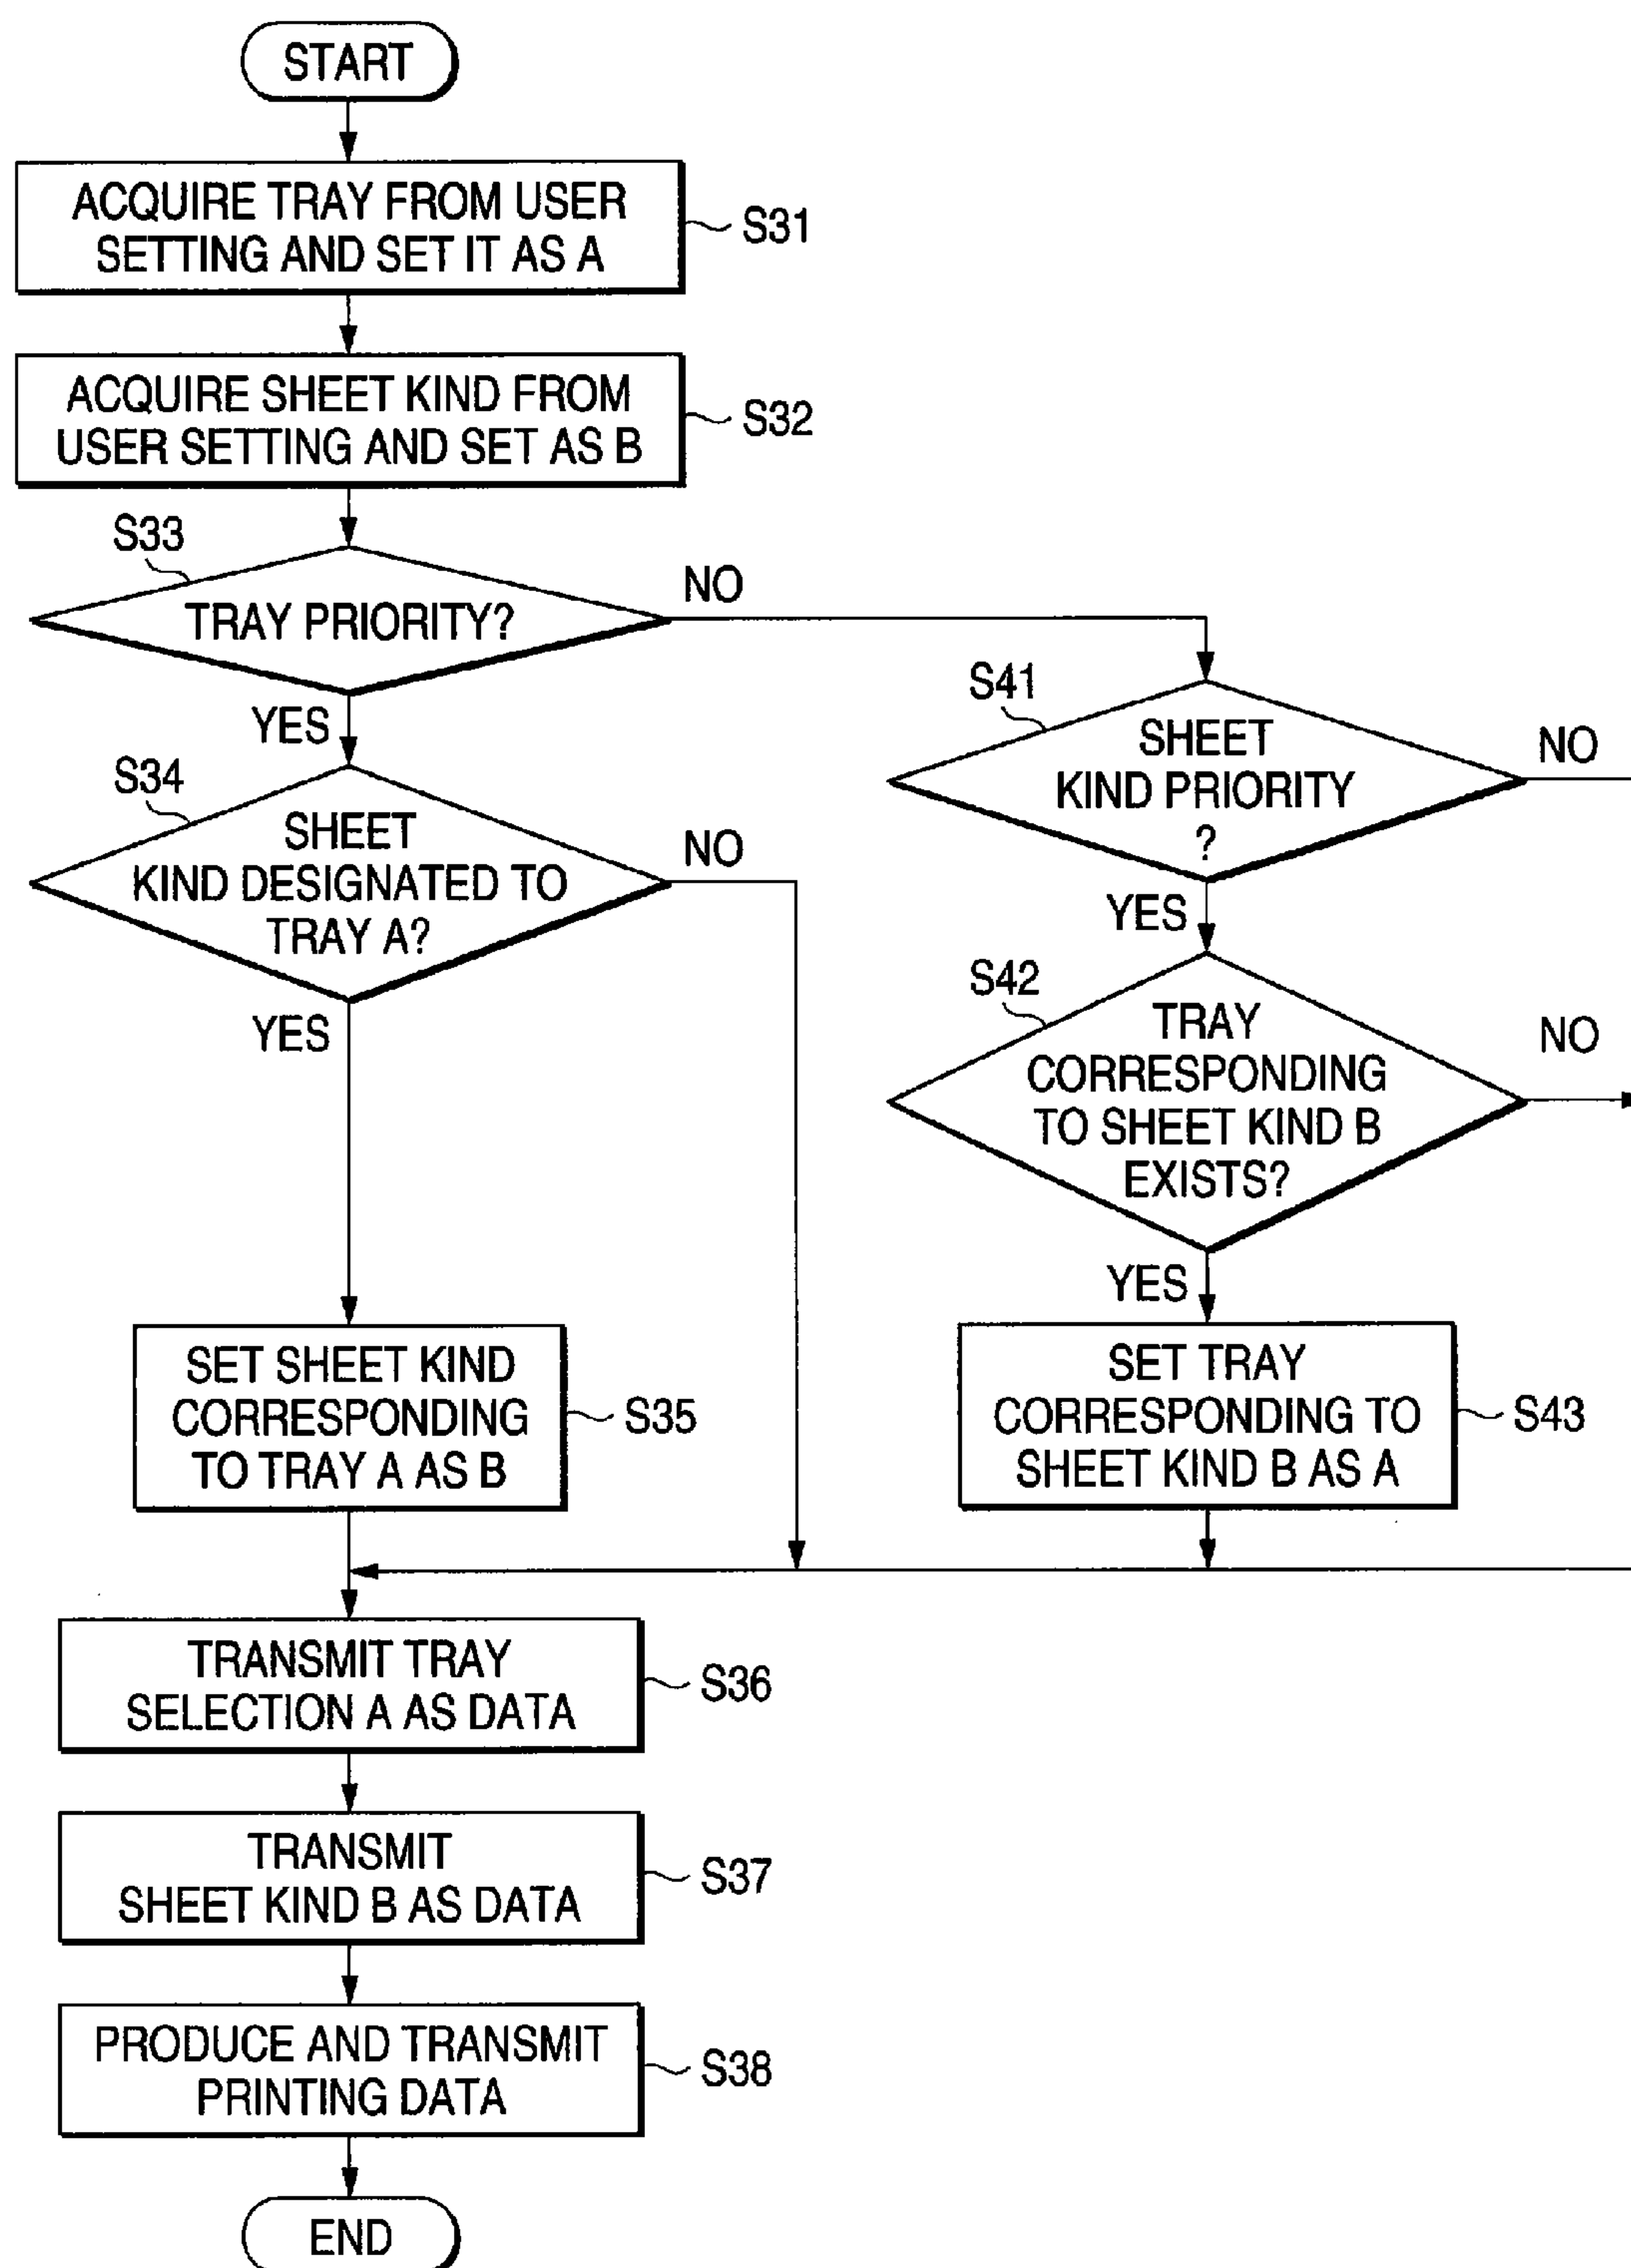 START
ACQUIRE TRAY FROM USER
SETTING AND SET IT AS A
S31
ACQUIRE SHEET KIND FROM
USER SETTING AND SET AS B
S32
S33
TRAY PRIORITY?
NO
YES
S34
SHEET
KIND DESIGNATED TO
TRAY A?
NO
YES
S41
SHEET
KIND PRIORITY
?
NO
YES
S42
TRAY
CORRESPONDING
TO SHEET KIND B
EXISTS?
NO
YES
SET SHEET KIND
CORRESPONDING
TO TRAY A AS B
S35
SET TRAY
CORRESPONDING TO
SHEET KIND B AS A
S43
TRANSMIT TRAY
SELECTION A AS DATA
S36
TRANSMIT
SHEET KIND B AS DATA
S37
PRODUCE AND TRANSMIT
PRINTING DATA
S38
END